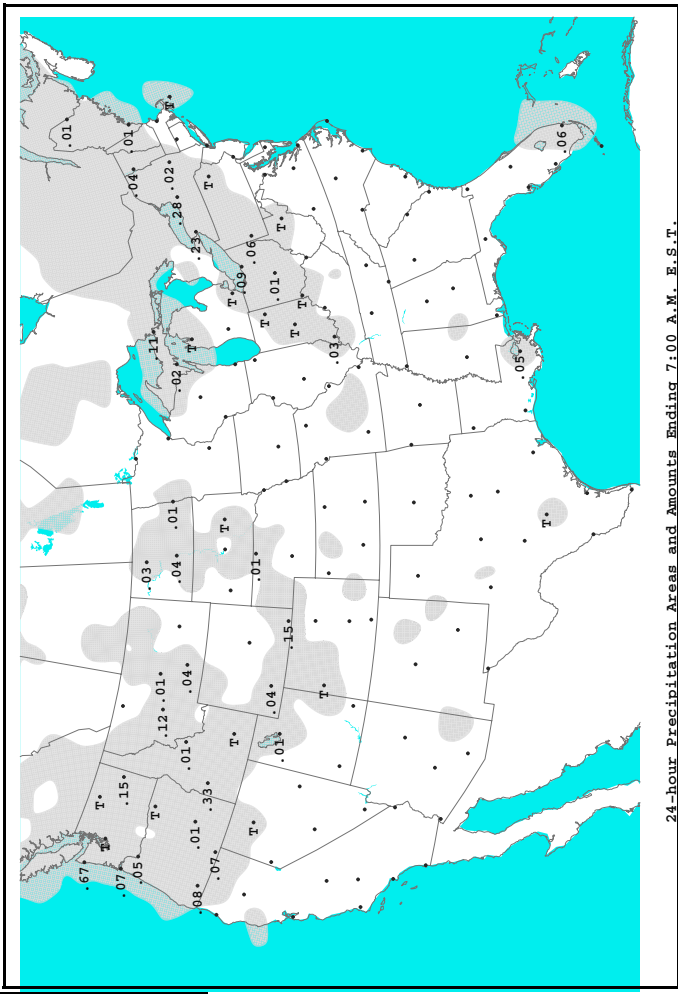 .01
.67
T
T
.07
.15
.01
.04
.05
.03
T
.11
.01
.12
T
.02
.01
.04
.02
.28
.01
.04
T
.01
.23
.08
.33
T
.07
T
T
T
.09
.06
T
.01
T
.04
.01
.01
T
.15
T
T
T
.03
.05
T
.06
24-hour Precipitation Areas and Amounts Ending 7:00 A.M. E.S.T.